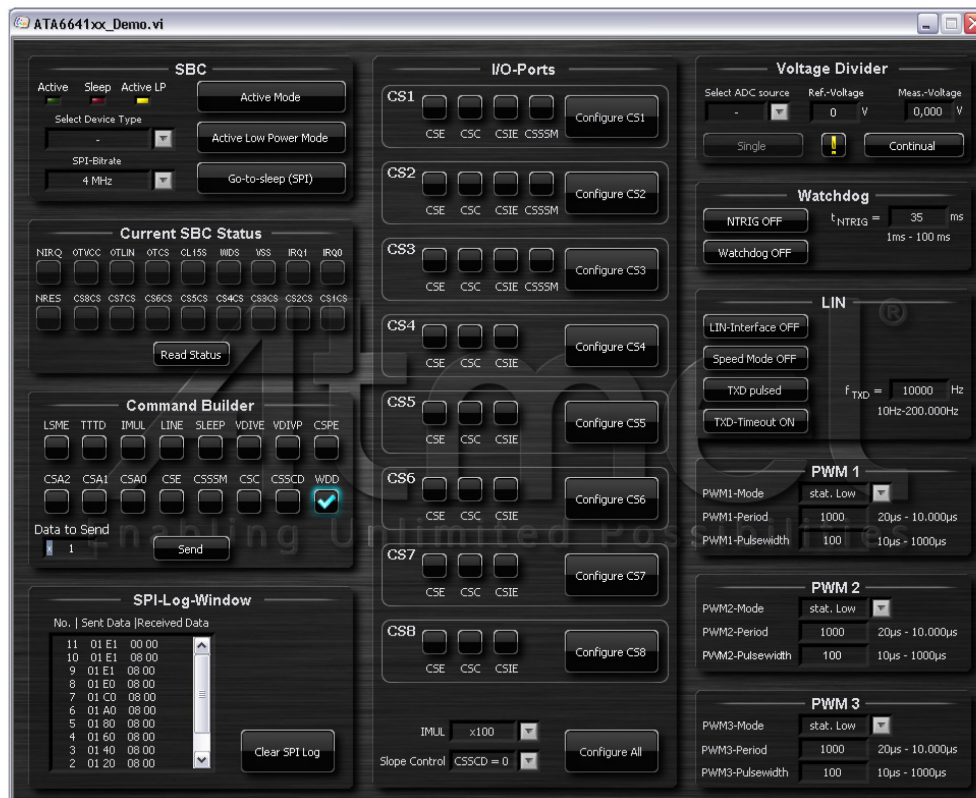 ATA6641xx_Demo.vi
SBC
Active Sleep Active LP
Active Mode
Select Device Type
-
Active Low Power Mode
SPI-Bitrate
4 MHz
Go-to-sleep (SPI)
Current SBC Status
NIRQ OTVCC OTLIN OTCS CL15S WDS VSS IRQ1 IRQ0
NRES CS8CS CS7CS CS6CS CS5CS CS4CS CS3CS CS2CS CS1CS
Read Status
Command Builder
LSME TTTD IMUL LINE SLEEP VDIVE VDIVP CSPE
CSA2 CSA1 CSA0 CSE CSSSM CSC CSSCD WDD
Data to Send
x 1
Send
SPI-Log-Window
No. | Sent Data |Received Data
11 01 E1 00 00
10 01 E1 08 00
9 01 E1 08 00
8 01 E0 08 00
7 01 C0 08 00
6 01 A0 08 00
5 01 80 08 00
4 01 60 08 00
3 01 40 08 00
2 01 20 08 00
Clear SPI Log
I/O-Ports
CS1
CSE CSC CSIE CSSSM
Configure CS1
CS2
CSE CSC CSIE CSSSM
Configure CS2
CS3
CSE CSC CSIE CSSSM
Configure CS3
CS4
CSE CSC CSIE
Configure CS4
CS5
CSE CSC CSIE
Configure CS5
CS6
CSE CSC CSIE
Configure CS6
CS7
CSE CSC CSIE
Configure CS7
CS8
CSE CSC CSIE
Configure CS8
IMUL x100
Slope Control CSSCD = 0
Configure All
Voltage Divider
Select ADC source Ref.-Voltage Meas.-Voltage
- 0 V 0,000 V
Single ! Continual
Watchdog
NTRIG OFF
tNTRIG = 35 ms
1ms - 100 ms
Watchdog OFF
LIN
LIN-Interface OFF
Speed Mode OFF
TXD pulsed
fTXD = 10000 Hz
10Hz-200.000Hz
TXD-Timeout ON
PWM 1
PWM1-Mode stat. Low
PWM1-Period 1000 20µs - 10.000µs
PWM1-Pulsewidth 100 10µs - 1000µs
PWM 2
PWM2-Mode stat. Low
PWM2-Period 1000 20µs - 10.000µs
PWM2-Pulsewidth 100 10µs - 1000µs
PWM 3
PWM3-Mode stat. Low
PWM3-Period 1000 20µs - 10.000µs
PWM3-Pulsewidth 100 10µs - 1000µs
Atmel ®
Enabling Unlimited Possibilities